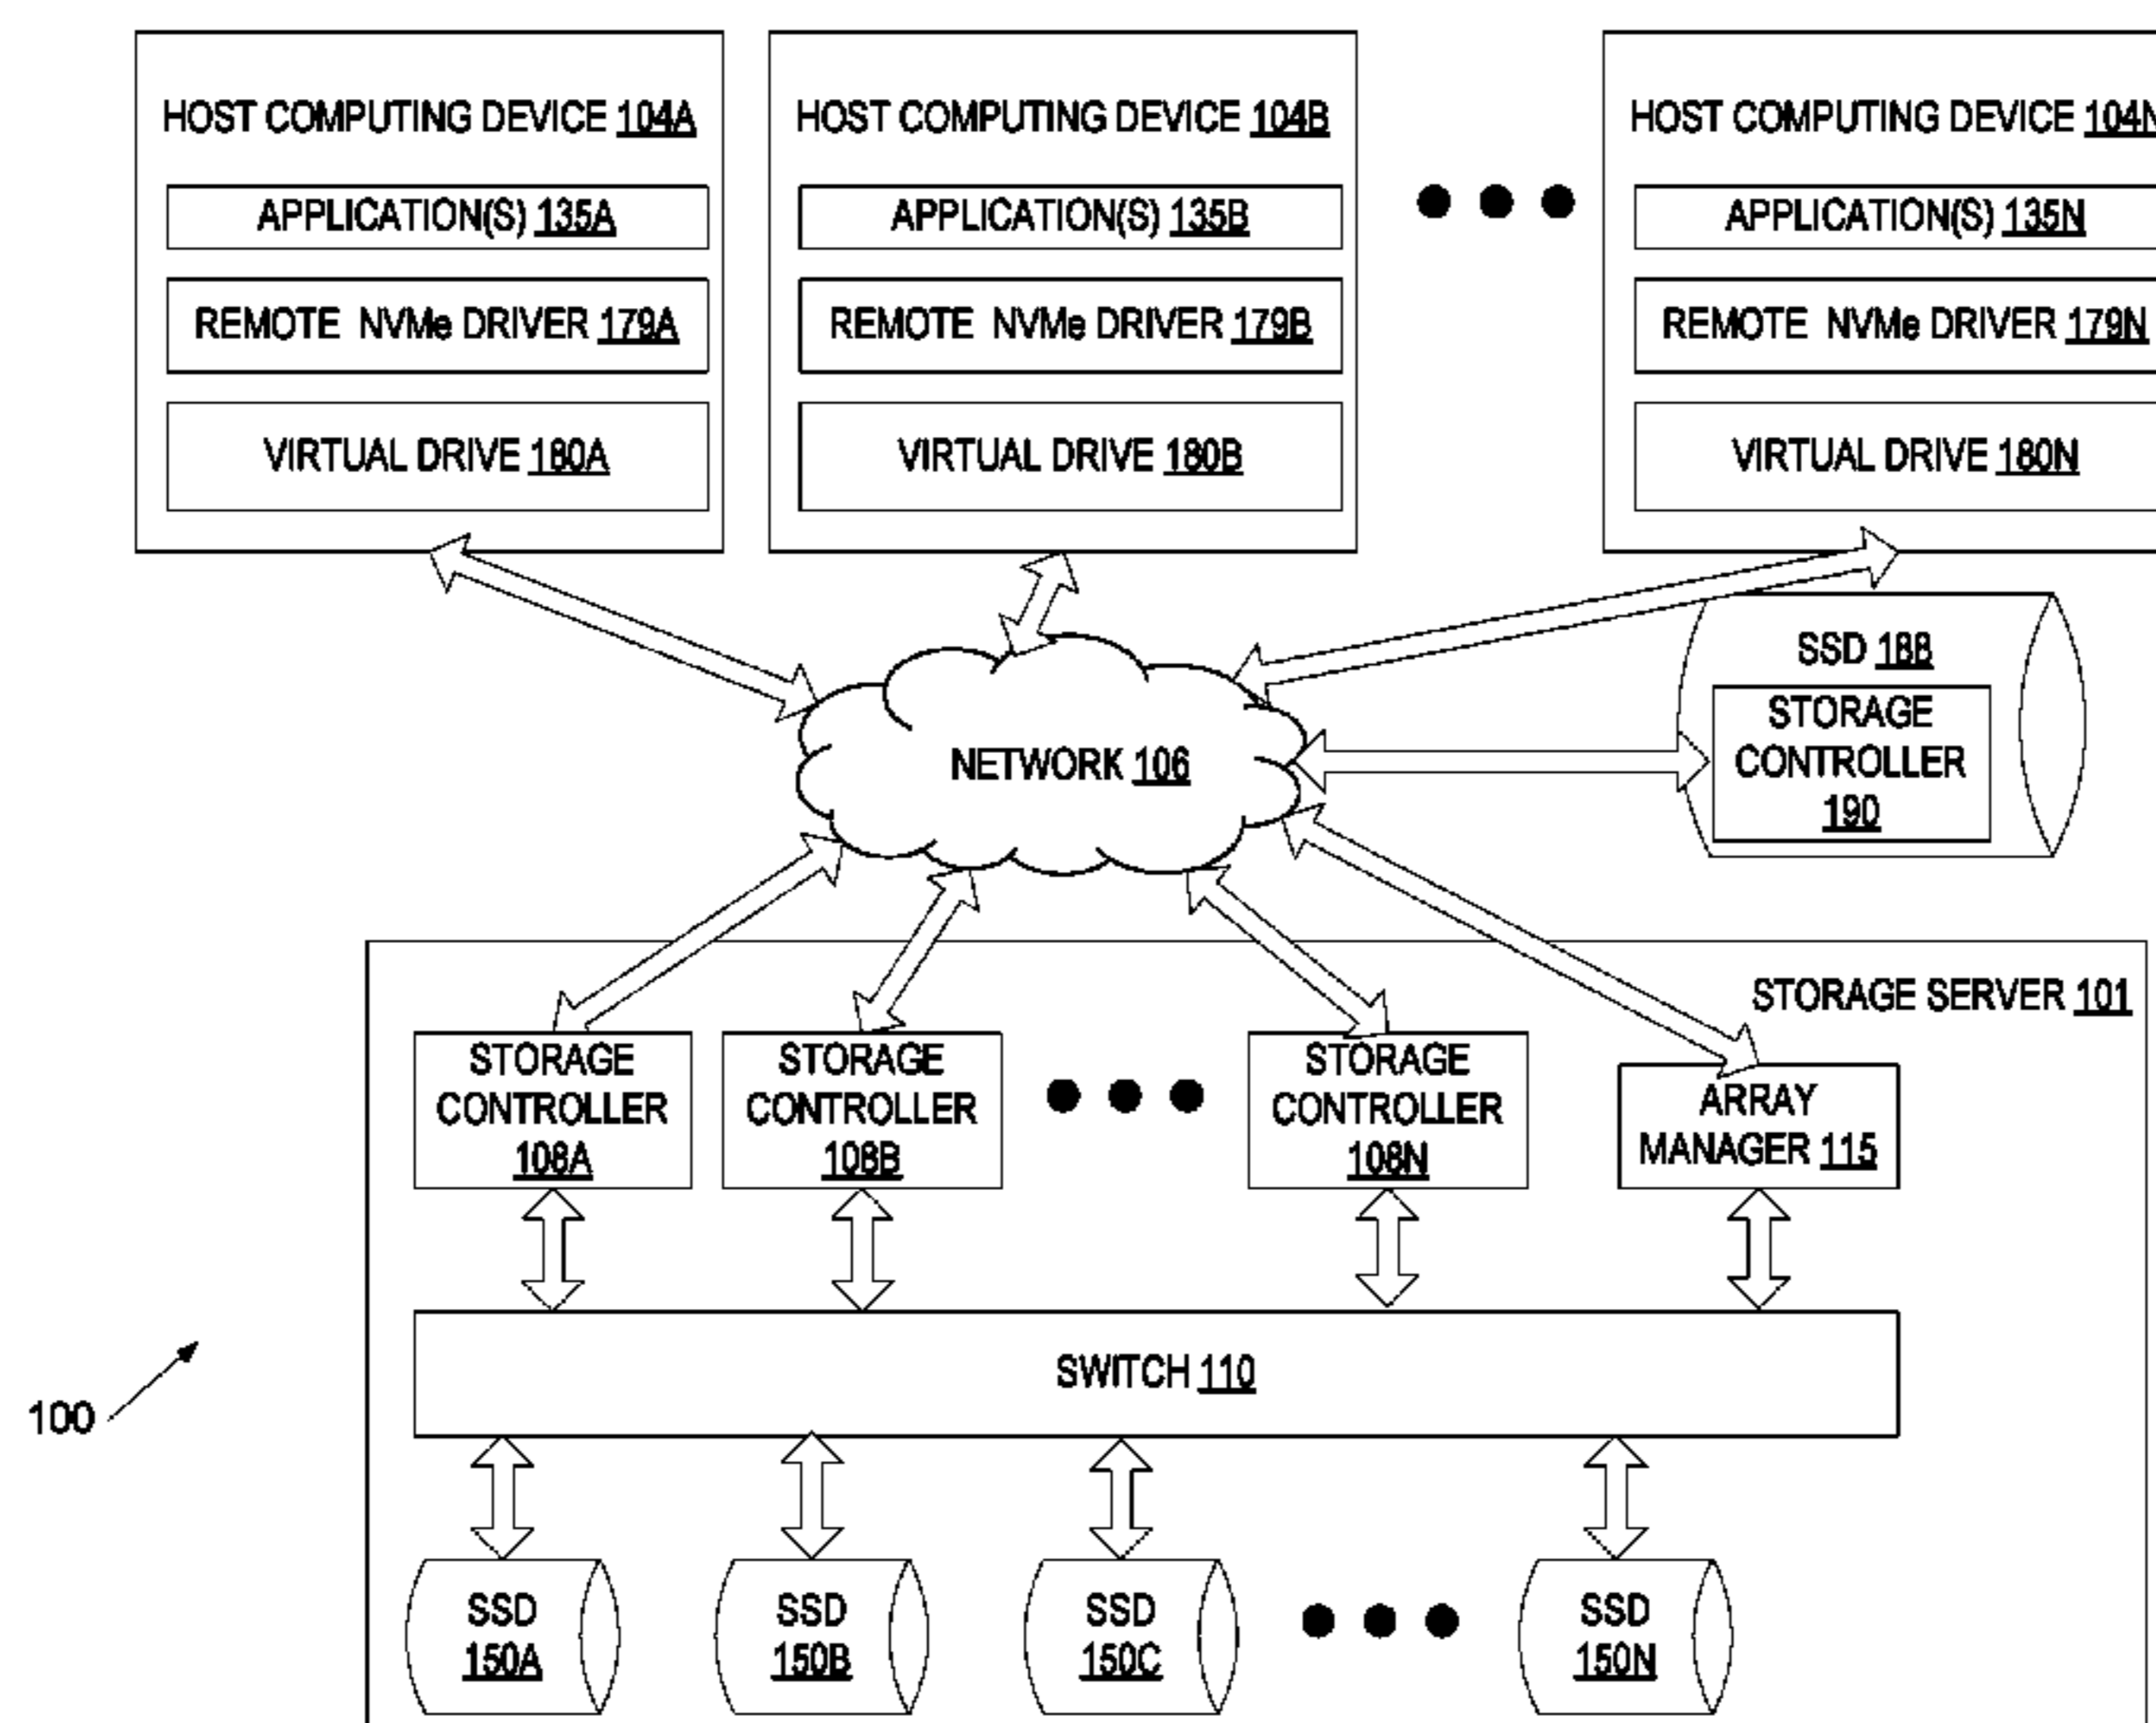 HOST COMPUTING DEVICE 104A
APPLICATION(S) 135A
REMOTE NVMe DRIVER 179A
VIRTUAL DRIVE 180A
HOST COMPUTING DEVICE 104B
APPLICATION(S) 135B
REMOTE NVMe DRIVER 179B
VIRTUAL DRIVE 180B
HOST COMPUTING DEVICE 104N
APPLICATION(S) 135N
REMOTE NVMe DRIVER 179N
VIRTUAL DRIVE 180N
NETWORK 106
SSD 188
STORAGE
CONTROLLER
190
STORAGE SERVER 101
STORAGE
CONTROLLER
108A
STORAGE
CONTROLLER
108B
STORAGE
CONTROLLER
108N
ARRAY
MANAGER 115
SWITCH 110
100
SSD
150A
SSD
150B
SSD
150C
SSD
150N